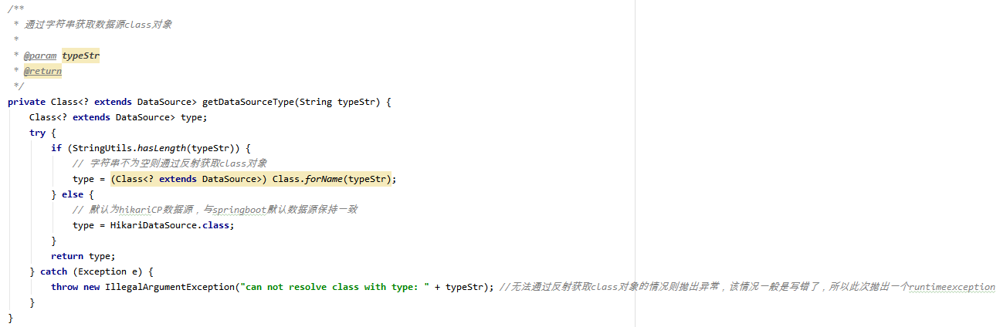 /**
 * 通过字符串获取数据源class对象
 *
 * @param typeStr
 * @return
 */
private Class<? extends DataSource> getDataSourceType(String typeStr) {
    Class<? extends DataSource> type;
    try {
        if (StringUtils.hasLength(typeStr)) {
            // 字符串不为空则通过反射获取class对象
            type = (Class<? extends DataSource>) Class.forName(typeStr);
        } else {
            // 默认为hikariCP数据源，与springboot默认数据源保持一致
            type = HikariDataSource.class;
        }
        return type;
    } catch (Exception e) {
        throw new IllegalArgumentException("can not resolve class with type: " + typeStr); //无法通过反射获取class对象的情况则抛出异常，该情况一般是写错了，所以此次抛出一个runtimeexception
    }
}